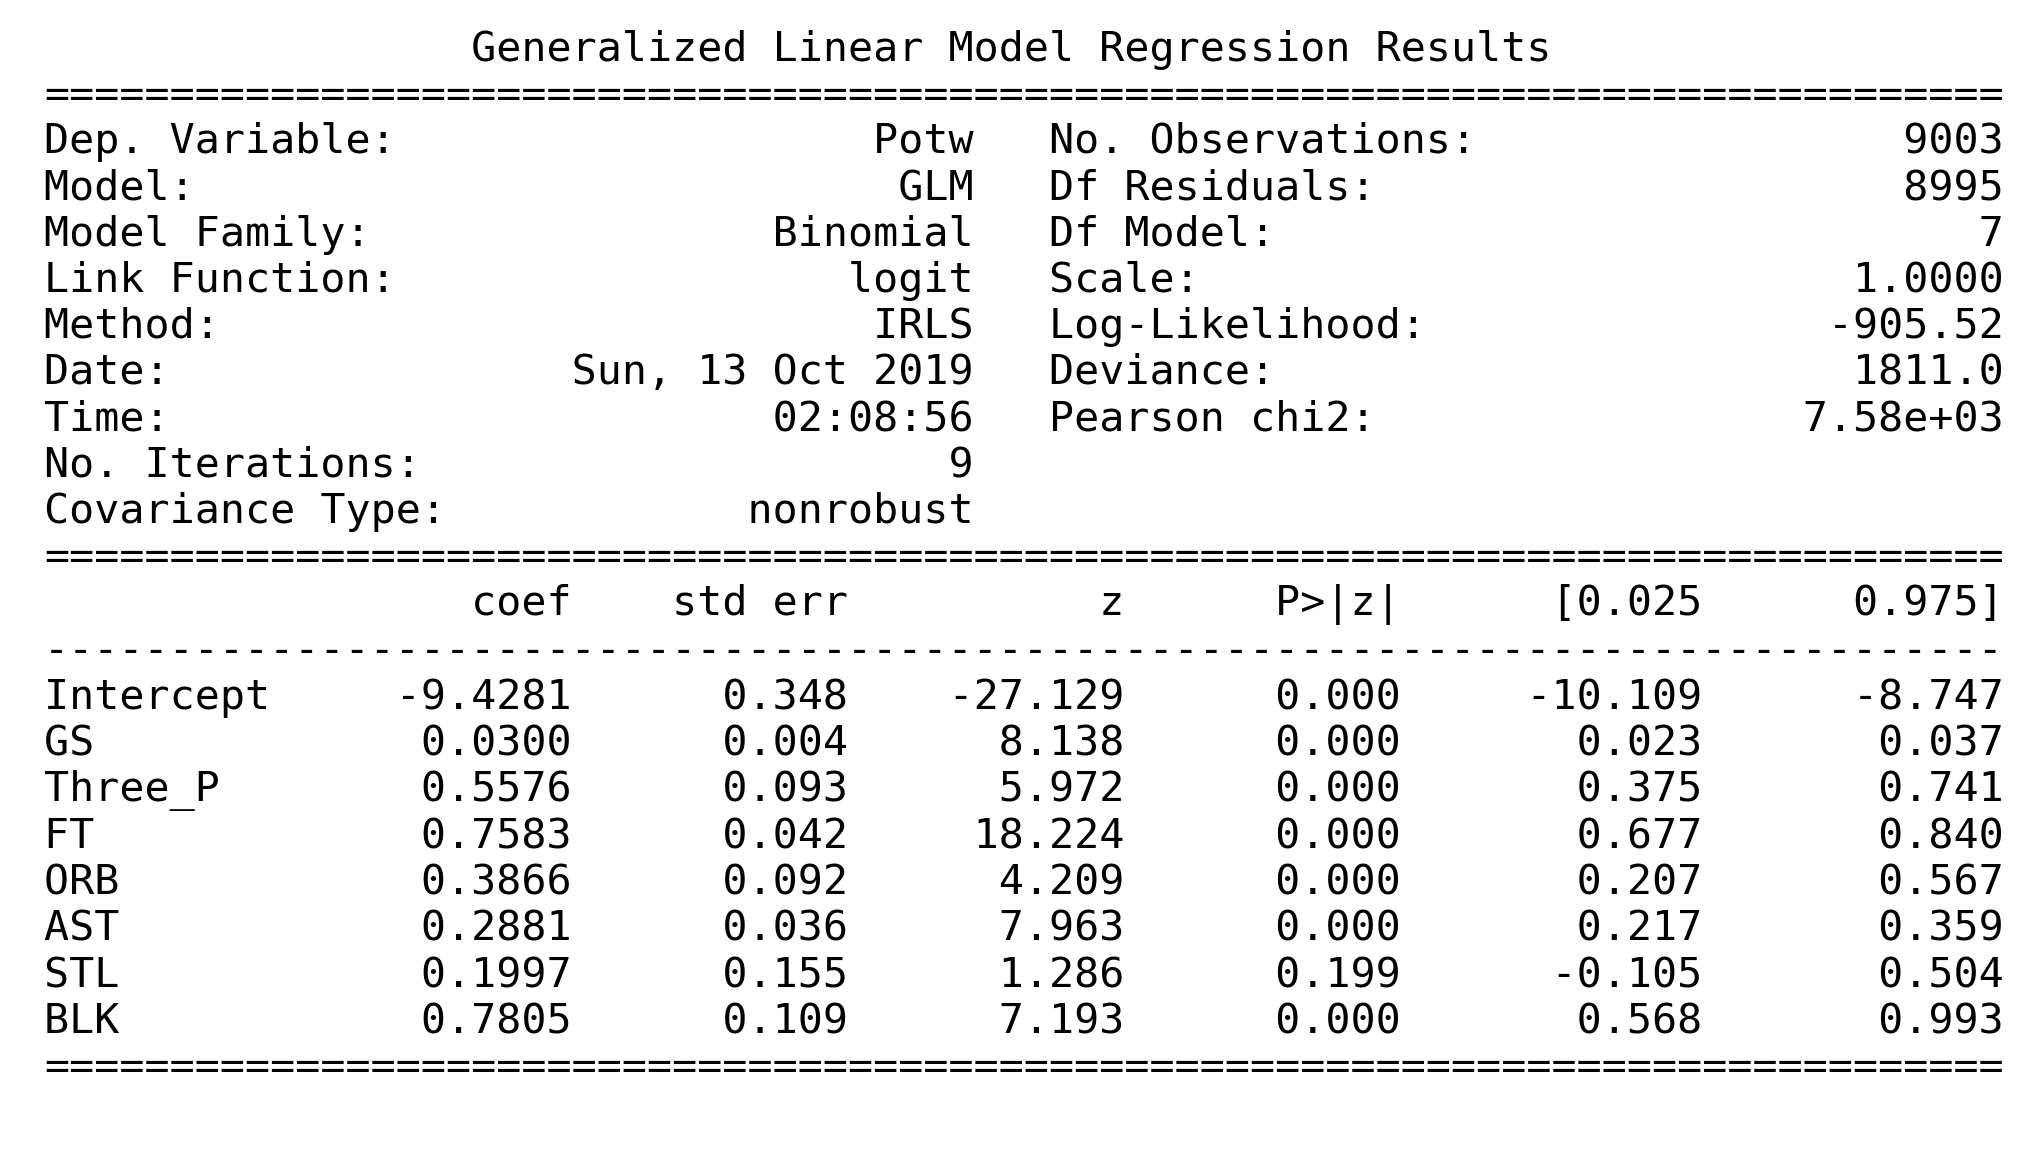 Generalized Linear Model Regression Results
==============================================================================
Dep. Variable:                   Potw   No. Observations:                 9003
Model:                            GLM   Df Residuals:                     8995
Model Family:                Binomial   Df Model:                            7
Link Function:                  logit   Scale:                          1.0000
Method:                          IRLS   Log-Likelihood:                -905.52
Date:                Sun, 13 Oct 2019   Deviance:                       1811.0
Time:                        02:08:56   Pearson chi2:                 7.58e+03
No. Iterations:                     9
Covariance Type:            nonrobust
==============================================================================
                 coef    std err          z      P>|z|      [0.025      0.975]
------------------------------------------------------------------------------
Intercept     -9.4281      0.348    -27.129      0.000     -10.109      -8.747
GS             0.0300      0.004      8.138      0.000       0.023       0.037
Three_P        0.5576      0.093      5.972      0.000       0.375       0.741
FT             0.7583      0.042     18.224      0.000       0.677       0.840
ORB            0.3866      0.092      4.209      0.000       0.207       0.567
AST            0.2881      0.036      7.963      0.000       0.217       0.359
STL            0.1997      0.155      1.286      0.199      -0.105       0.504
BLK            0.7805      0.109      7.193      0.000       0.568       0.993
==============================================================================